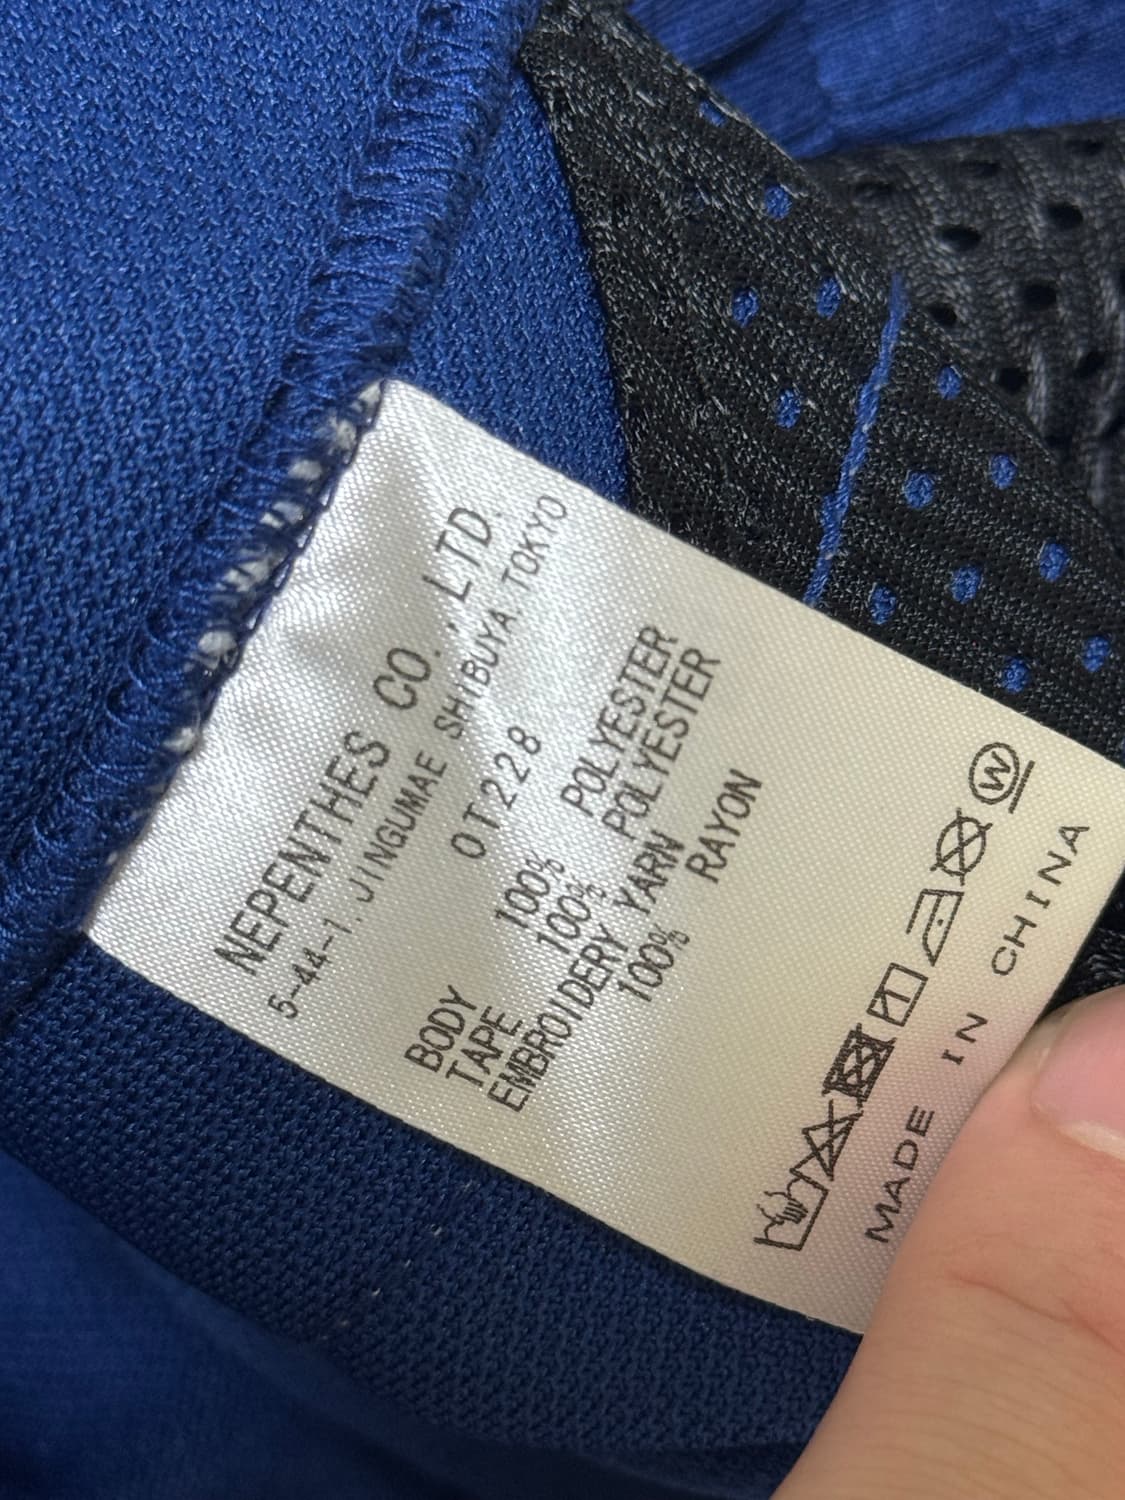 NEPENTHES CO.,LTD.
5-44-1.JINGUMAE SHIBUYA.TOKYO
OT228
BODY 100% POLYESTER
TAPE 100% POLYESTER
EMBROIDERY YARN
100% RAYON
W
MADE IN CHINA